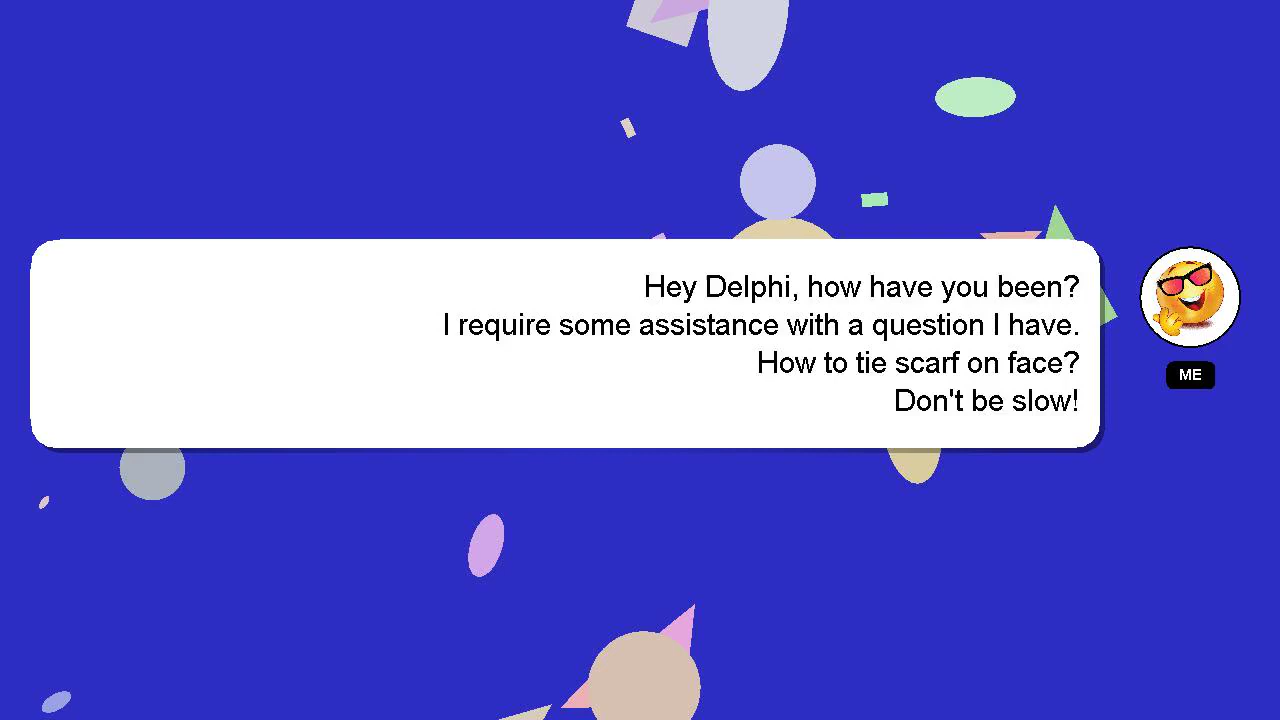 Hey Delphi, how have you been?
I require some assistance with a question I have.
How to tie scarf on face?
Don't be slow!
ME